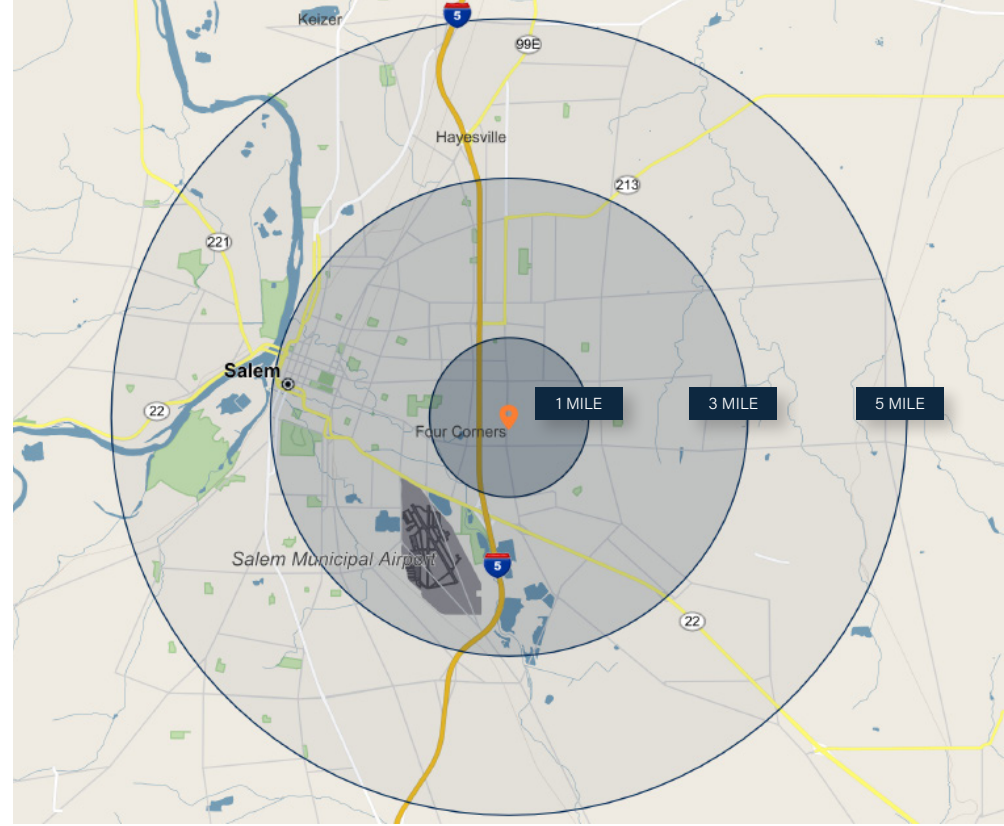 Keizer
5
99E
Hayesville
213
221
Salem
22
1 MILE
3 MILE
5 MILE
Four Corners
Salem Municipal Airport
5
22